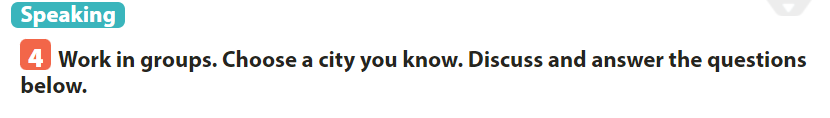 Speaking
4 Work in groups. Choose a city you know. Discuss and answer the questions
below.